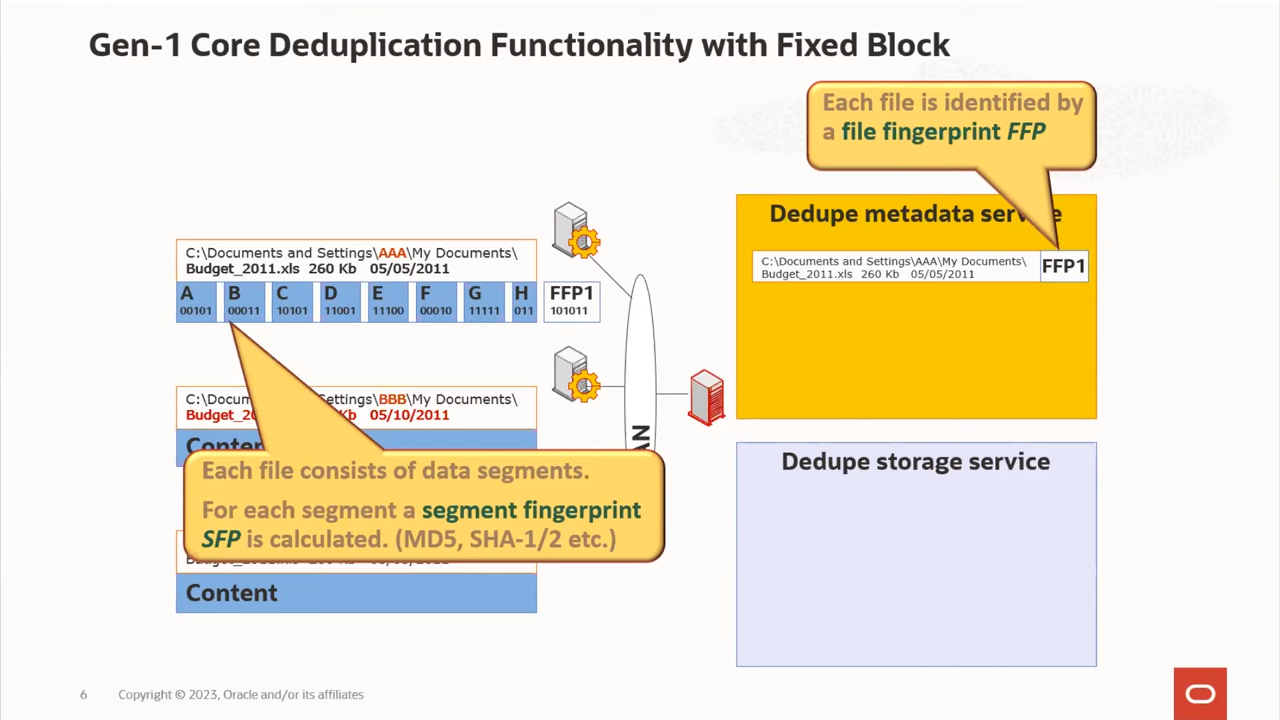 Gen-1 Core Deduplication Functionality with Fixed Block
Each file is identified by
a file fingerprint FFP
Dedupe metadata service
C:\Documents and Settings\AAA\My Documents\
Budget_2011.xls 260 Kb 05/05/2011
FFP1
C:\Documents and Settings\AAA\My Documents\
Budget_2011.xls 260 Kb 05/05/2011
A B C D E F G H FFP1
00101 00011 10101 11001 11100 00010 11111 011 101011
C:\Docum ettings\BBB\My Documents\
Budget_20 Kb 05/10/2011
Content
AN
Each file consists of data segments.
For each segment a segment fingerprint
SFP is calculated. (MD5, SHA-1/2 etc.)
Content
Dedupe storage service
6 Copyright © 2023, Oracle and/or its affiliates